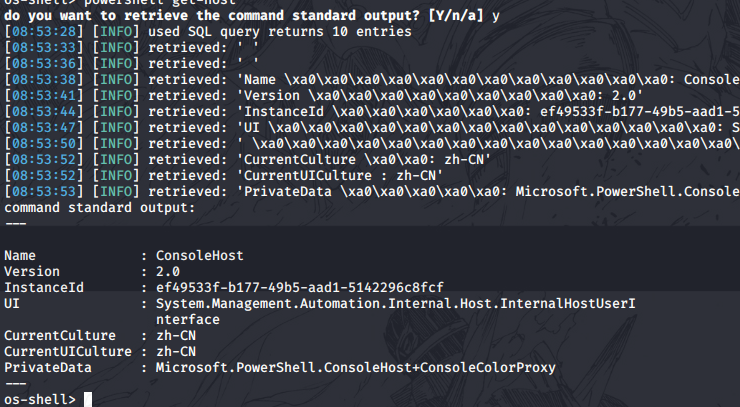 os-shell> powershell get-host
do you want to retrieve the command standard output? [Y/n/a] y
[08:53:28] [INFO] used SQL query returns 10 entries
[08:53:33] [INFO] retrieved: ' '
[08:53:36] [INFO] retrieved: ' '
[08:53:38] [INFO] retrieved: 'Name \xa0\xa0\xa0\xa0\xa0\xa0\xa0\xa0\xa0\xa0\xa0\xa0: Console
[08:53:41] [INFO] retrieved: 'Version \xa0\xa0\xa0\xa0\xa0\xa0\xa0\xa0\xa0: 2.0'
[08:53:44] [INFO] retrieved: 'InstanceId \xa0\xa0\xa0\xa0\xa0\xa0: ef49533f-b177-49b5-aad1-5
[08:53:47] [INFO] retrieved: 'UI \xa0\xa0\xa0\xa0\xa0\xa0\xa0\xa0\xa0\xa0\xa0\xa0\xa0\xa0: S
[08:53:50] [INFO] retrieved: ' \xa0\xa0\xa0\xa0\xa0\xa0\xa0\xa0\xa0\xa0\xa0\xa0\xa0\xa0\xa0\
[08:53:52] [INFO] retrieved: 'CurrentCulture \xa0\xa0: zh-CN'
[08:53:52] [INFO] retrieved: 'CurrentUICulture : zh-CN'
[08:53:53] [INFO] retrieved: 'PrivateData \xa0\xa0\xa0\xa0\xa0: Microsoft.PowerShell.Console
command standard output:
---
Name : ConsoleHost
Version : 2.0
InstanceId : ef49533f-b177-49b5-aad1-5142296c8fcf
UI : System.Management.Automation.Internal.Host.InternalHostUserI
nterface
CurrentCulture : zh-CN
CurrentUICulture : zh-CN
PrivateData : Microsoft.PowerShell.ConsoleHost+ConsoleColorProxy
---
os-shell>